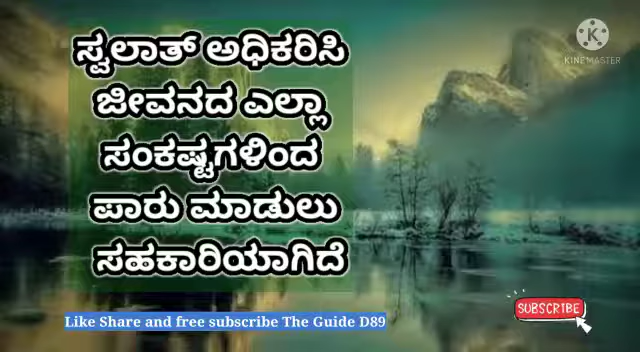 ಸ್ವಲಾತ್ ಅಧಿಕರಿಸಿ
ಜೀವನದ ಎಲ್ಲಾ
ಸಂಕಷ್ಟಗಳಿಂದ
ಪಾರು ಮಾಡುಲು
ಸಹಕಾರಿಯಾಗಿದೆ
Like Share and free subscribe The Guide D89
SUBSCRIBE
K
KINEMASTER